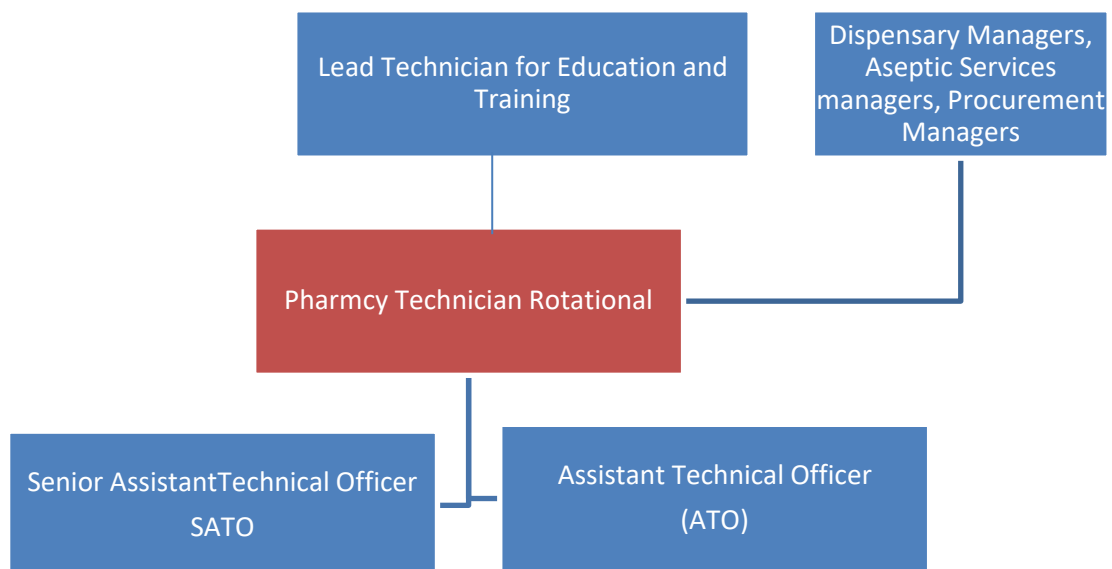 Lead Technician for Education and
Training
Dispensary Managers,
Aseptic Services
managers, Procurement
Managers
Pharmcy Technician Rotational
Senior AssistantTechnical Officer
SATO
Assistant Technical Officer
(ATO)